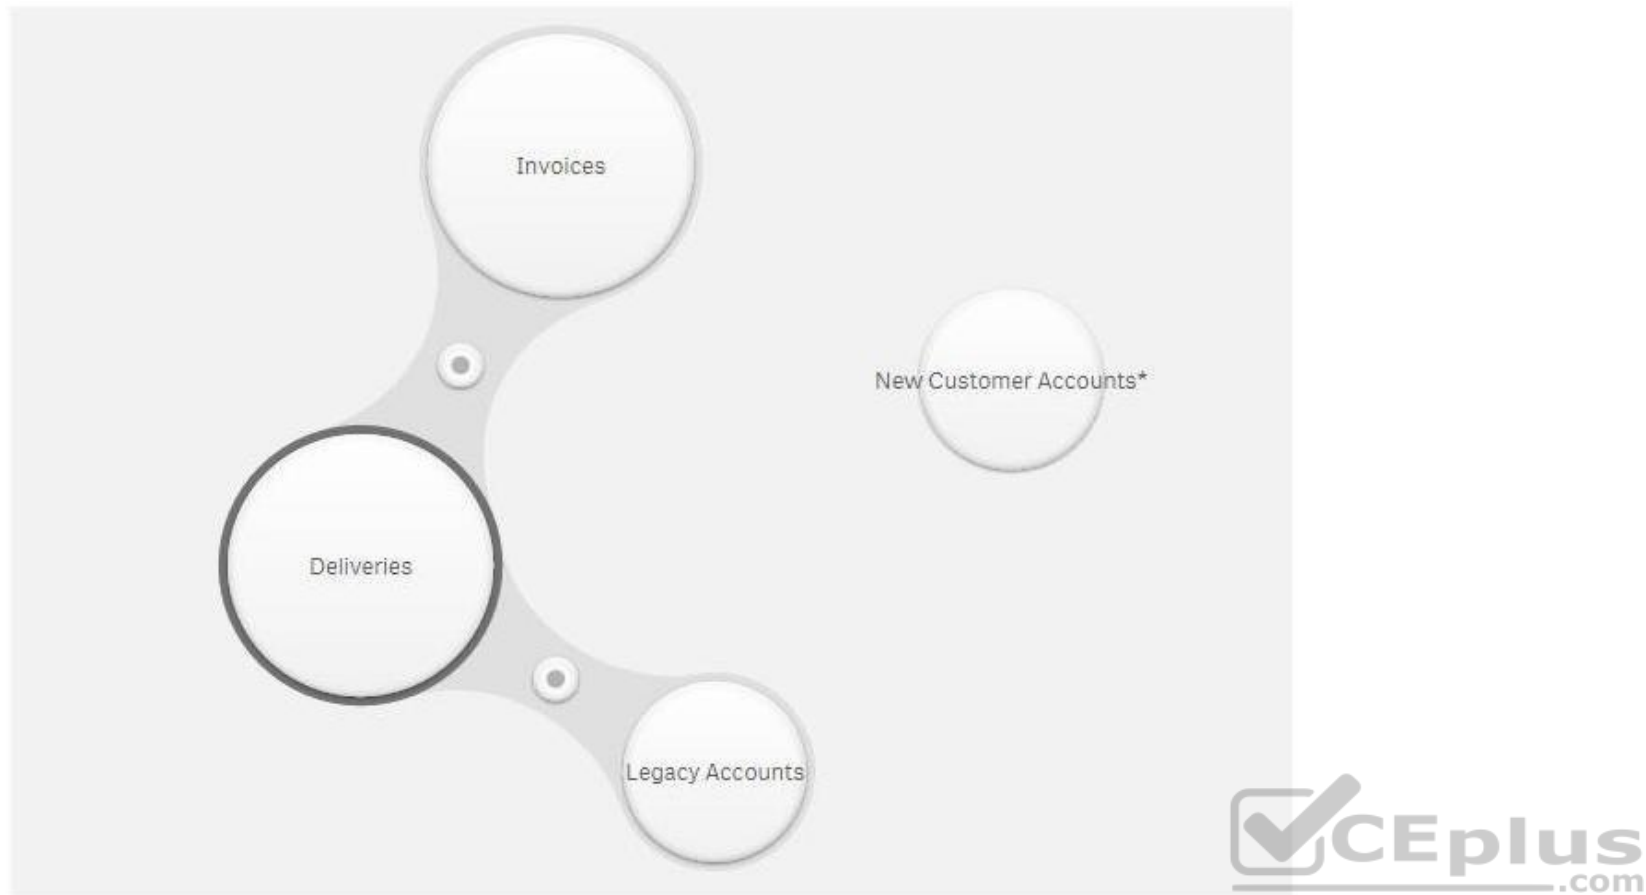 Invoices
New Customer Accounts*
Deliveries
Legacy Accounts
CEplus
.com